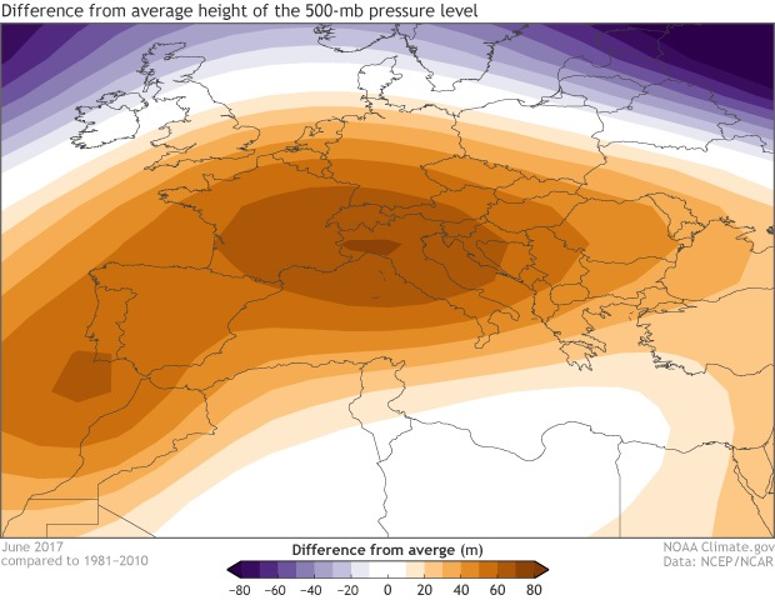 Difference from average height of the 500-mb pressure level
June 2017
compared to 1981–2010
Difference from averge (m)
NOAA Climate.gov
Data: NCEP/NCAR
−80 −60 −40 −20 0 20 40 60 80